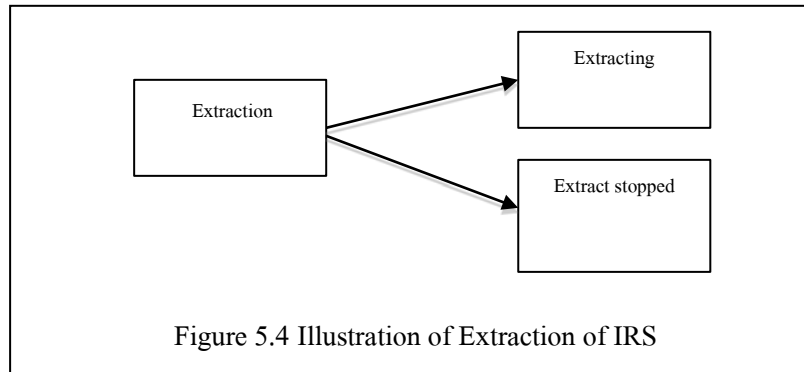 Extracting
Extraction
Extract stopped
Figure 5.4 Illustration of Extraction of IRS